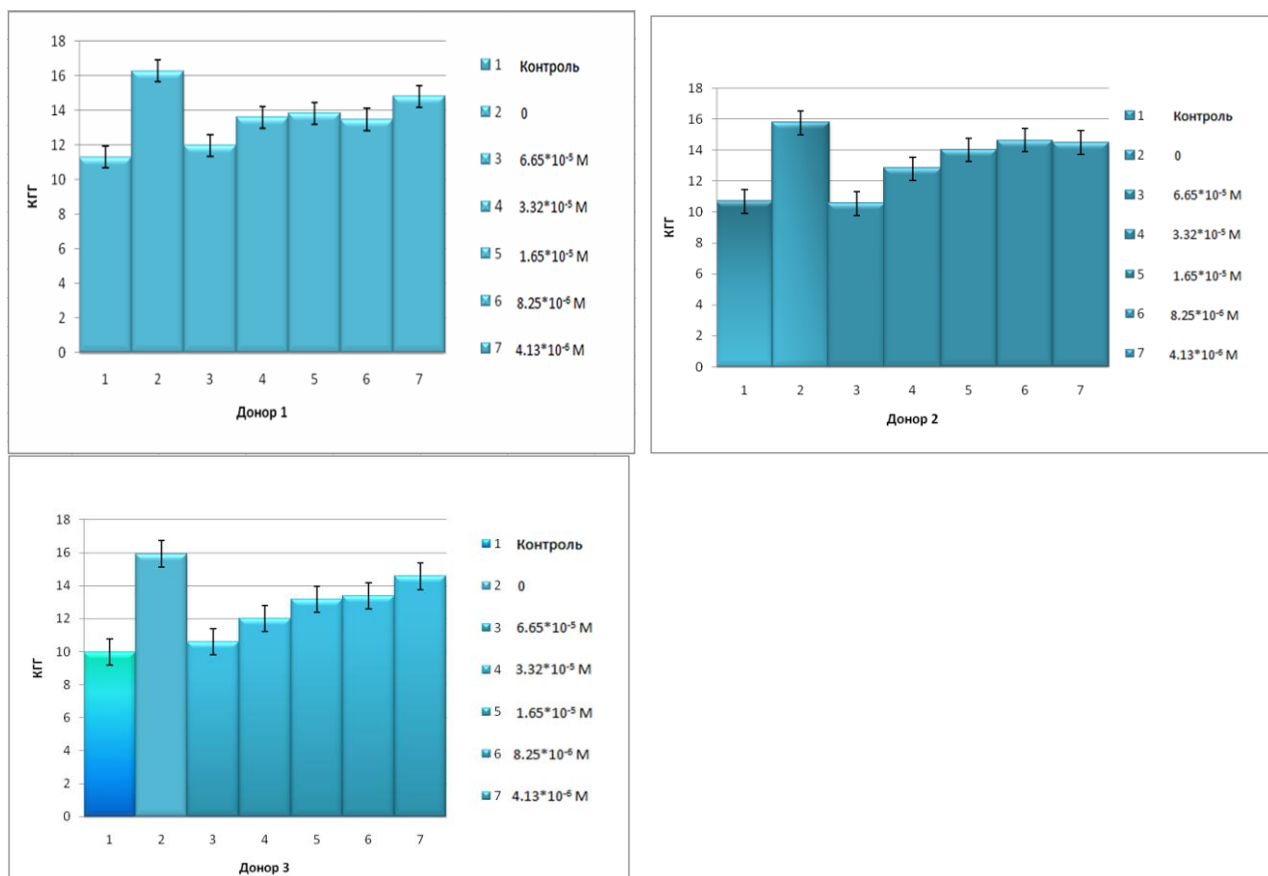 18
16
14
12
10
8
6
4
2
0
КГГ
1 2 3 4 5 6 7
Донор 1
1 Контроль
2 0
3 6.65*10⁻⁵ М
4 3.32*10⁻⁵ М
5 1.65*10⁻⁵ М
6 8.25*10⁻⁶ М
7 4.13*10⁻⁶ М
18
16
14
12
10
8
6
4
2
0
КГГ
1 2 3 4 5 6 7
Донор 2
1 Контроль
2 0
3 6.65*10⁻⁵ М
4 3.32*10⁻⁵ М
5 1.65*10⁻⁵ М
6 8.25*10⁻⁶ М
7 4.13*10⁻⁶ М
18
16
14
12
10
8
6
4
2
0
КГГ
1 2 3 4 5 6 7
Донор 3
1 Контроль
2 0
3 6.65*10⁻⁵ М
4 3.32*10⁻⁵ М
5 1.65*10⁻⁵ М
6 8.25*10⁻⁶ М
7 4.13*10⁻⁶ М